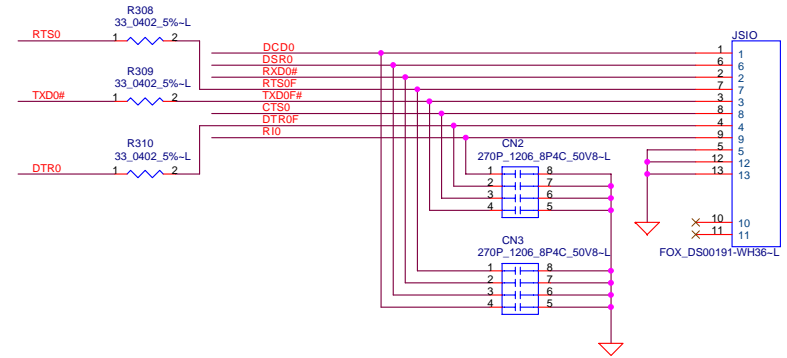 R308
33_0402_5%~L
RTS0
1 2
R309
33_0402_5%~L
TXD0#
1 2
R310
33_0402_5%~L
DTR0
1 2
DCD0
DSR0
RXD0#
RTS0F
TXD0F#
CTS0
DTR0F
RI0
JSIO
1 1
6 6
2 2
7 7
3 3
8 8
4 4
9 9
5 5
12 12
13 13
10 10
11 11
FOX_DS00191-WH36~L
CN2
270P_1206_8P4C_50V8~L
1 8
2 7
3 6
4 5
CN3
270P_1206_8P4C_50V8~L
1 8
2 7
3 6
4 5